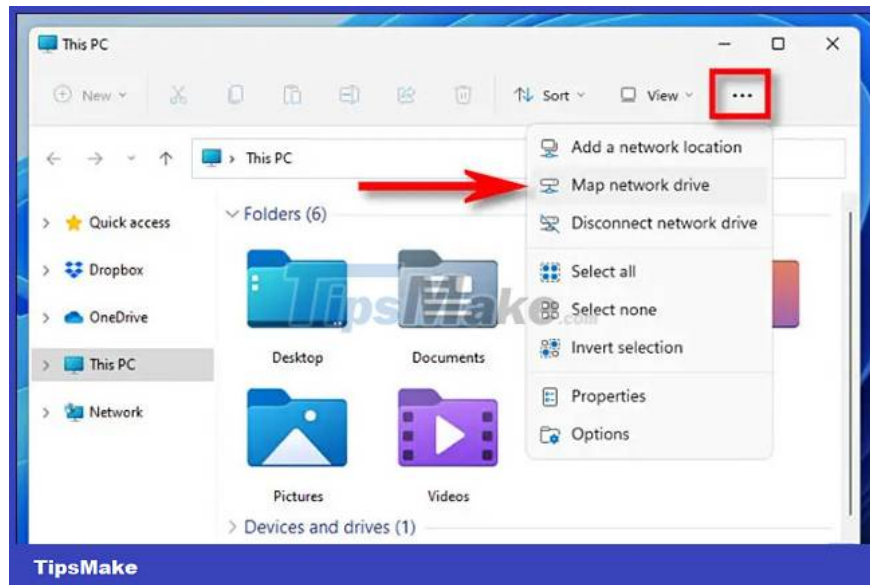 This PC
New
Sort
View
...
This PC
Add a network location
Map network drive
Disconnect network drive
Select all
Select none
Invert selection
Properties
Options
Quick access
Dropbox
OneDrive
This PC
Network
Folders (6)
Desktop
Documents
Pictures
Videos
Devices and drives (1)
TipsMake.com
TipsMake